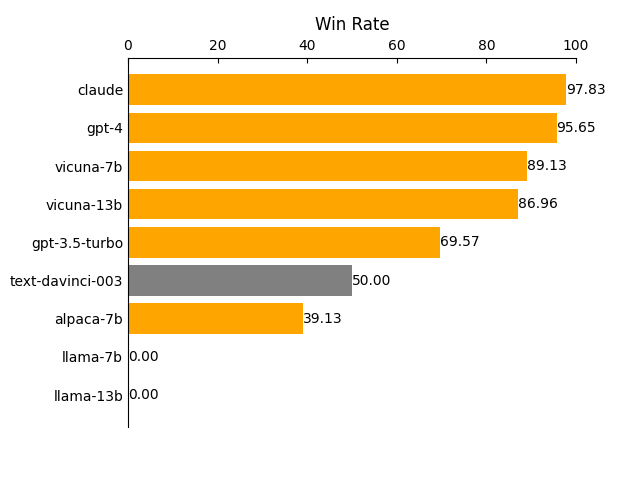 Win Rate
0 20 40 60 80 100
claude 97.83
gpt-4 95.65
vicuna-7b 89.13
vicuna-13b 86.96
gpt-3.5-turbo 69.57
text-davinci-003 50.00
alpaca-7b 39.13
llama-7b 0.00
llama-13b 0.00